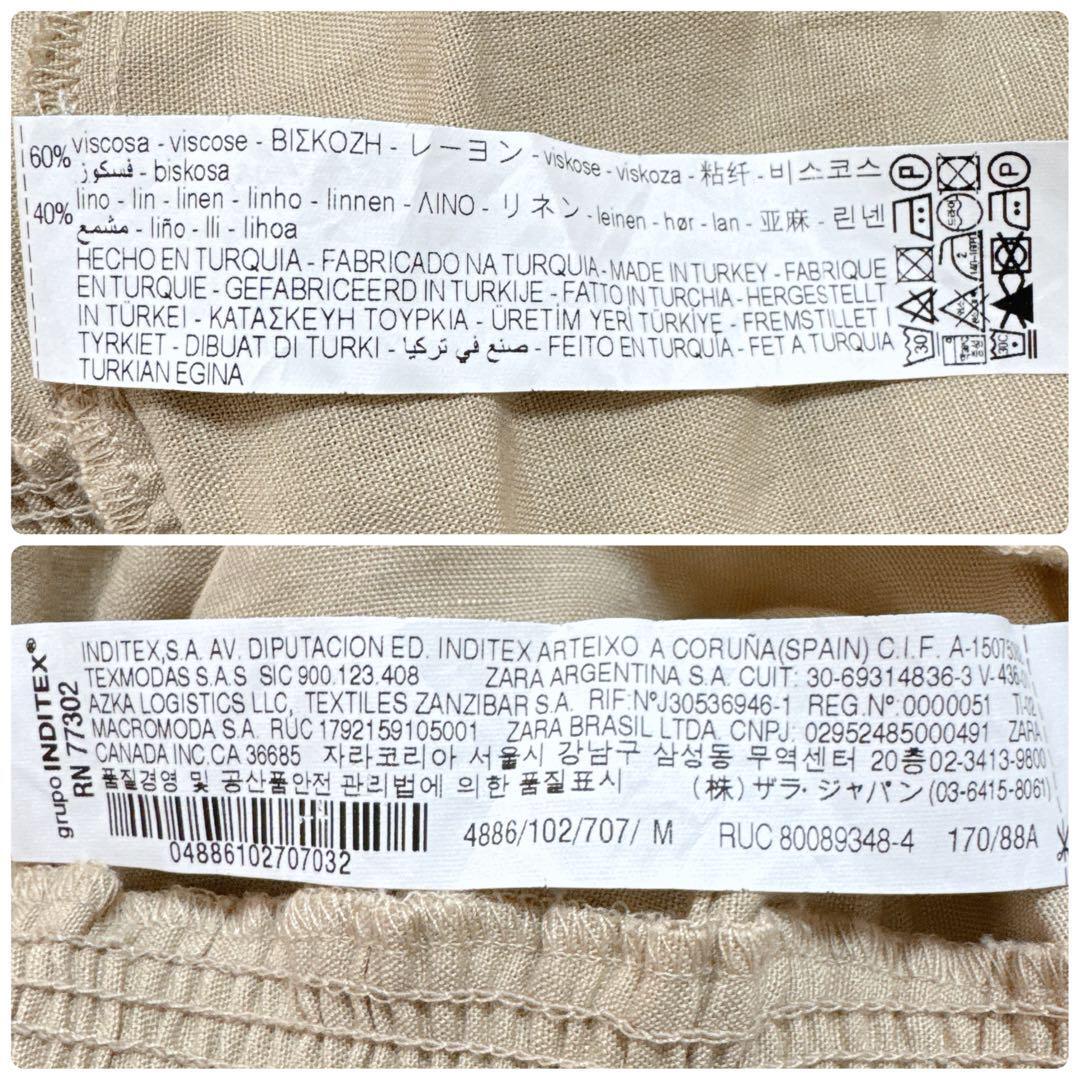 60% viscosa - viscose - ΒΙΣΚΟΖΗ - レーヨン - viskose - viskoza - 粘纤 - 비스코스
فسكوز - biskosa
40% lino - lin - linen - linho - linnen - ΛΙΝΟ - リネン - leinen - hør - lan - 亚麻 - 린넨
مشمع - liño - lli - lihoa
HECHO EN TURQUIA - FABRICADO NA TURQUIA - MADE IN TURKEY - FABRIQUE
EN TURQUIE - GEFABRICEERD IN TURKIJE - FATTO IN TURCHIA - HERGESTELLT
IN TÜRKEI - ΚΑΤΑΣΚΕΥΗ ΤΟΥΡΚΙΑ - ÜRETİM YERİ TÜRKİYE - FREMSTILLET I
TYRKIET - DIBUAT DI TURKI - صنع في تركيا - FEITO EN TURQUÍA - FET A TURQUIA
TURKIAN EGINA
P
P
30
30C
grupo INDITEX®
RN 77302
INDITEX,S.A. AV. DIPUTACION ED. INDITEX ARTEIXO A CORUÑA(SPAIN) C.I.F. A-1507
TEXMODAS S.A.S SIC 900.123.408 ZARA ARGENTINA S.A. CUIT: 30-69314836-3 V-436
AZKA LOGISTICS LLC, TEXTILES ZANZIBAR S.A. RIF:NºJ30536946-1 REG.Nº:0000051 TI-02
MACROMODA S.A. RUC 1792159105001 ZARA BRASIL LTDA. CNPJ: 02952485000491 ZARA
CANADA INC.CA 36685 자라코리아 서울시 강남구 삼성동 무역센터 20층 02-3413-9800
품질경영 및 공산품안전 관리법에 의한 품질표시 (株) ザラ・ジャパン (03-6415-8061)
04886102707032
4886/102/707/ M RUC 80089348-4 170/88A